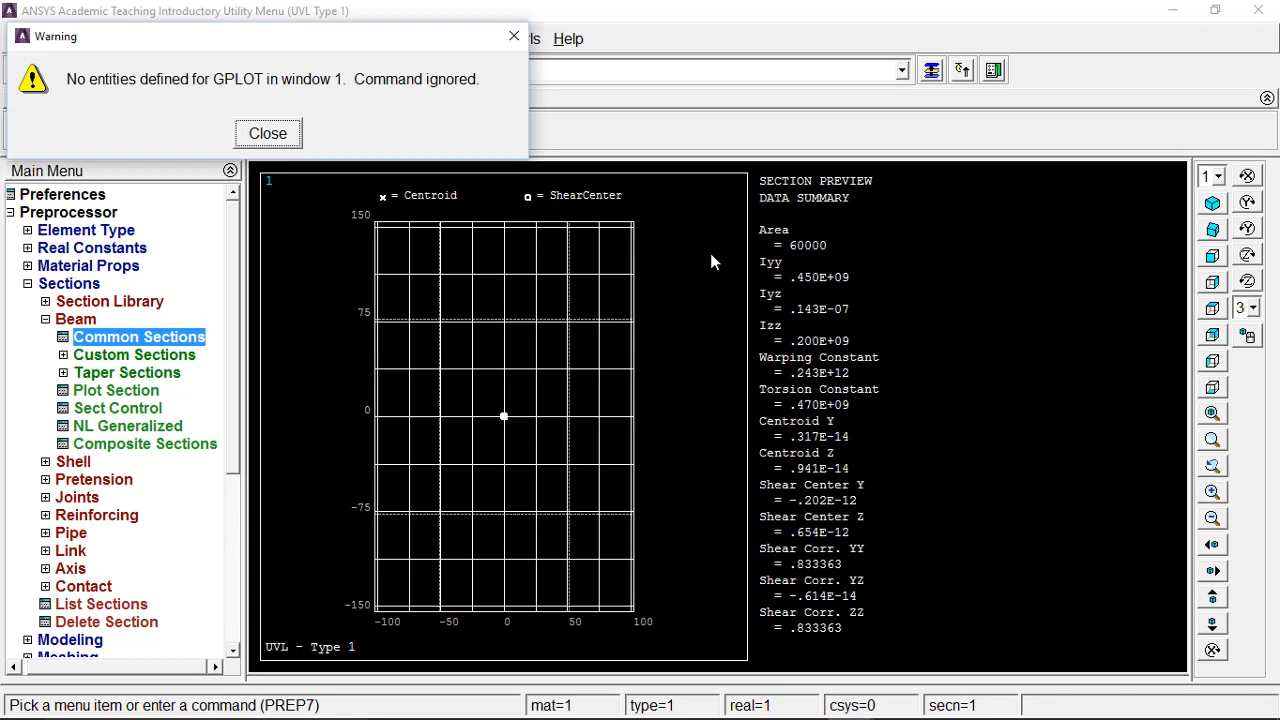 ANSYS Academic Teaching Introductory Utility Menu (UVL Type 1)
Warning
No entities defined for GPLOT in window 1. Command ignored.
Close
Help
Main Menu
Preferences
Preprocessor
Element Type
Real Constants
Material Props
Sections
Section Library
Beam
Common Sections
Custom Sections
Taper Sections
Plot Section
Sect Control
NL Generalized
Composite Sections
Shell
Pretension
Joints
Reinforcing
Pipe
Link
Axis
Contact
List Sections
Delete Section
Modeling
Meshing
1
x = Centroid
o = ShearCenter
150
75
0
-75
-150
-100 -50 0 50 100
UVL - Type 1
SECTION PREVIEW
DATA SUMMARY
Area
= 60000
Iyy
= .450E+09
Iyz
= .143E-07
Izz
= .200E+09
Warping Constant
= .243E+12
Torsion Constant
= .470E+09
Centroid Y
= .317E-14
Centroid Z
= .941E-14
Shear Center Y
= -.202E-12
Shear Center Z
= .654E-12
Shear Corr. YY
= .833363
Shear Corr. YZ
= -.614E-14
Shear Corr. ZZ
= .833363
1
3
Pick a menu item or enter a command (PREP7)
mat=1
type=1
real=1
csys=0
secn=1